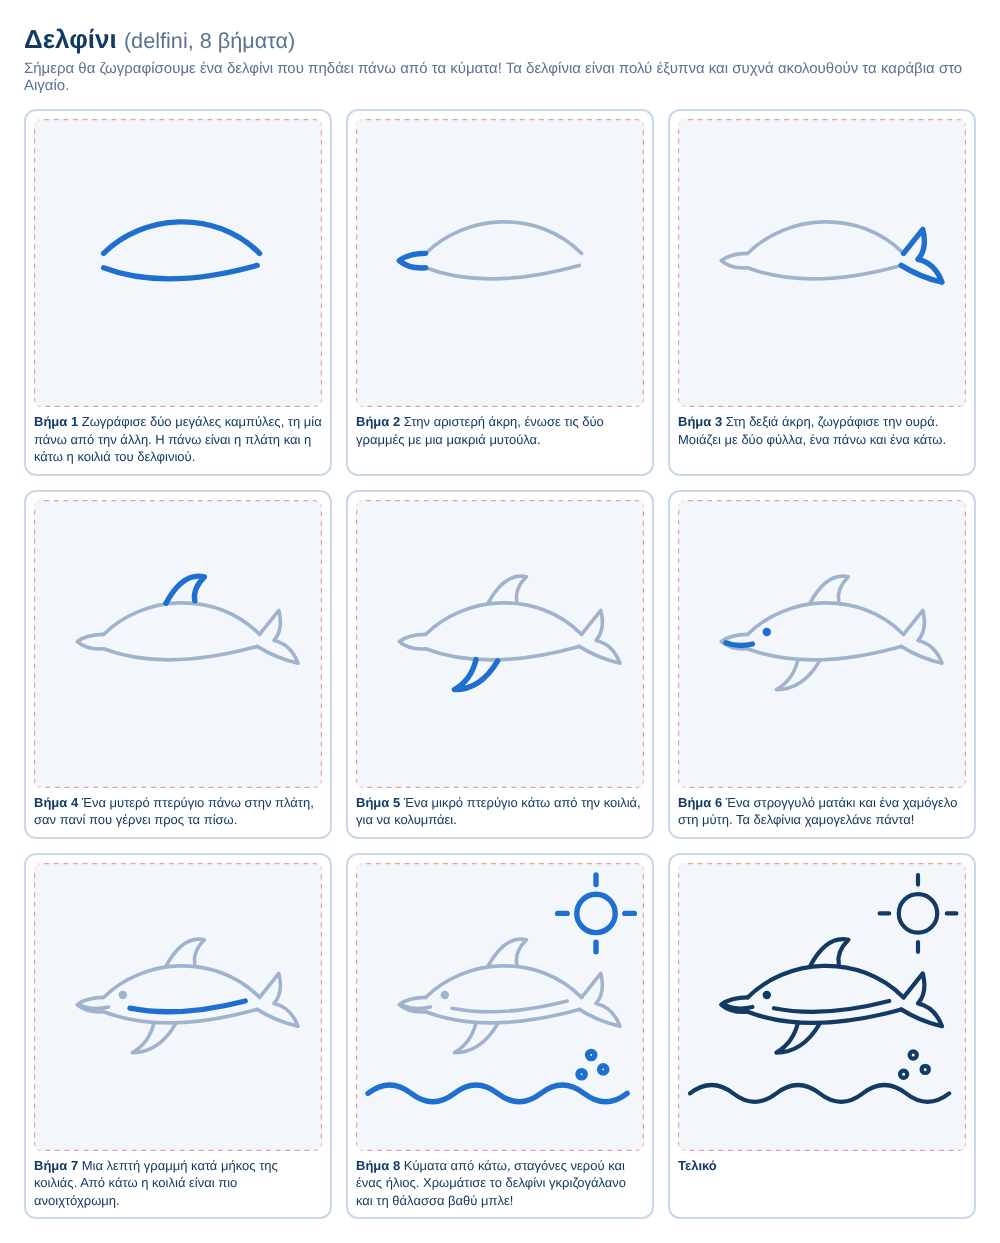 Δελφίνι (delfini, 8 βήματα)
Σήμερα θα ζωγραφίσουμε ένα δελφίνι που πηδάει πάνω από τα κύματα! Τα δελφίνια είναι πολύ έξυπνα και συχνά ακολουθούν τα καράβια στο
Αιγαίο.
Βήμα 1 Ζωγράφισε δύο μεγάλες καμπύλες, τη μία
πάνω από την άλλη. Η πάνω είναι η πλάτη και η
κάτω η κοιλιά του δελφινιού.
Βήμα 2 Στην αριστερή άκρη, ένωσε τις δύο
γραμμές με μια μακριά μυτούλα.
Βήμα 3 Στη δεξιά άκρη, ζωγράφισε την ουρά.
Μοιάζει με δύο φύλλα, ένα πάνω και ένα κάτω.
Βήμα 4 Ένα μυτερό πτερύγιο πάνω στην πλάτη,
σαν πανί που γέρνει προς τα πίσω.
Βήμα 5 Ένα μικρό πτερύγιο κάτω από την κοιλιά,
για να κολυμπάει.
Βήμα 6 Ένα στρογγυλό ματάκι και ένα χαμόγελο
στη μύτη. Τα δελφίνια χαμογελάνε πάντα!
Βήμα 7 Μια λεπτή γραμμή κατά μήκος της
κοιλιάς. Από κάτω η κοιλιά είναι πιο
ανοιχτόχρωμη.
Βήμα 8 Κύματα από κάτω, σταγόνες νερού και
ένας ήλιος. Χρωμάτισε το δελφίνι γκριζογάλανο
και τη θάλασσα βαθύ μπλε!
Τελικό